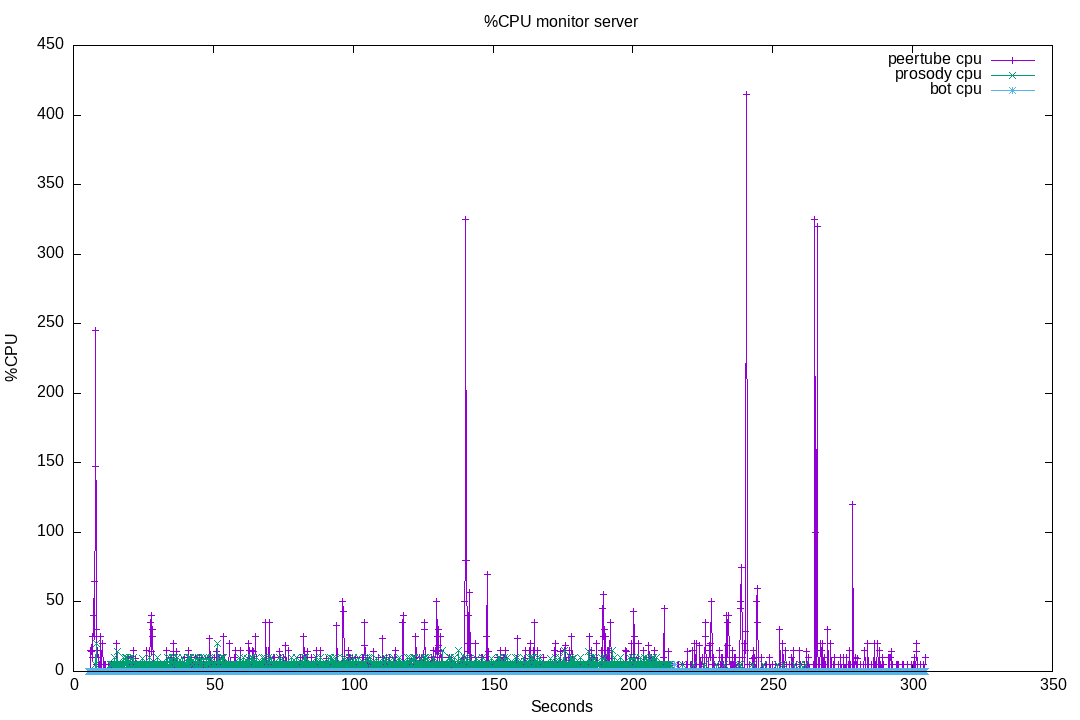 %CPU monitor server
peertube cpu
prosody cpu
bot cpu
450
400
350
300
250
200
150
100
50
0
%CPU
0 50 100 150 200 250 300 350
Seconds